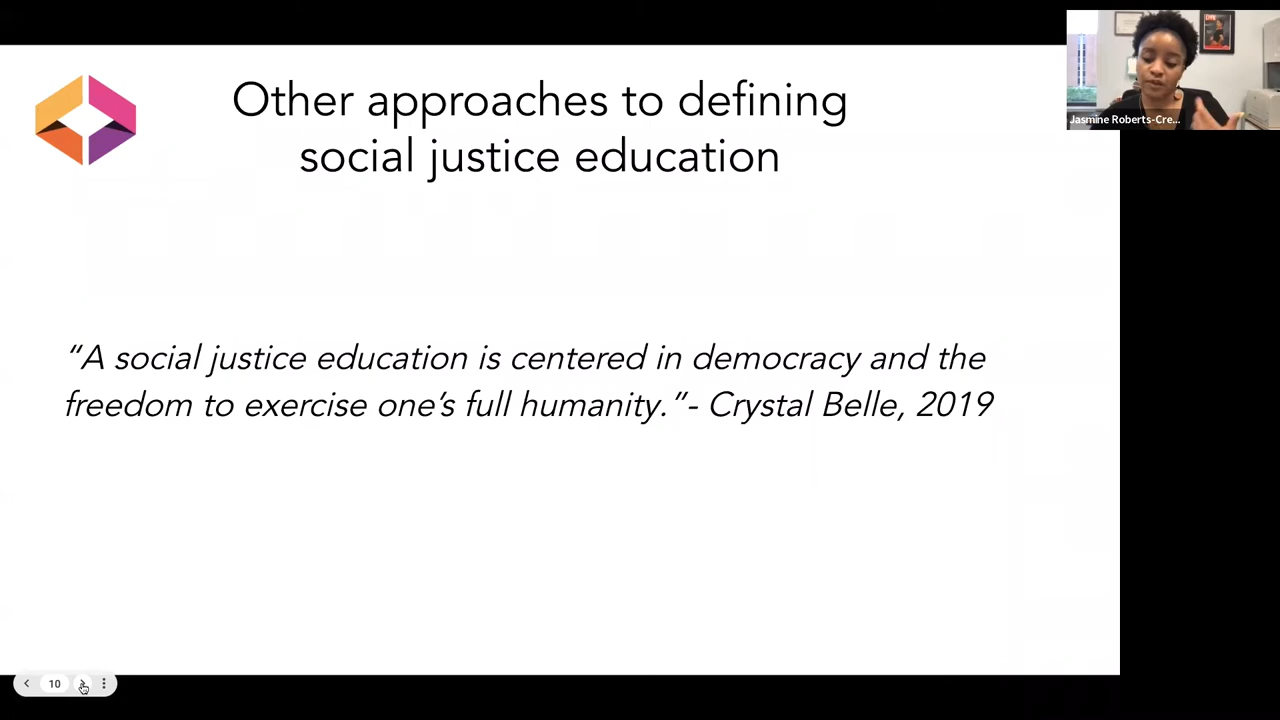 Other approaches to defining
social justice education
“A social justice education is centered in democracy and the
freedom to exercise one’s full humanity.”- Crystal Belle, 2019
Jasmine Roberts-Cre...
LIFE
10